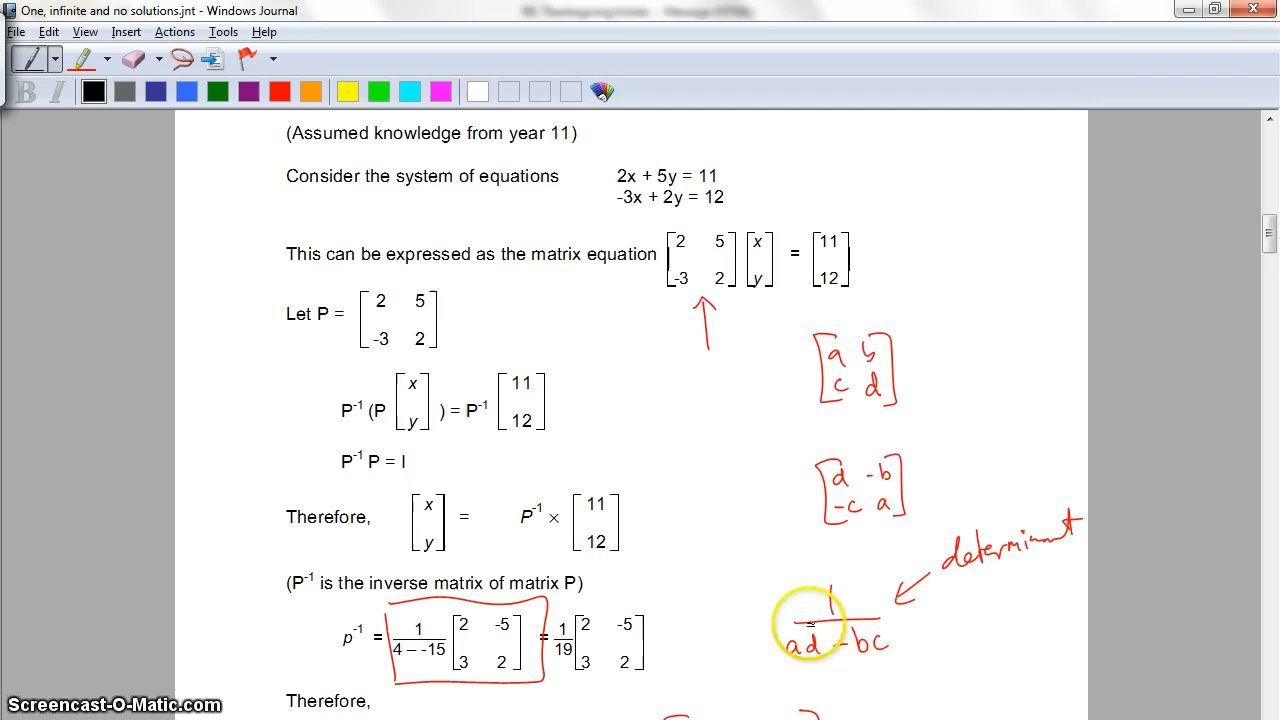 One, infinite and no solutions.jnt - Windows Journal
File Edit View Insert Actions Tools Help
B I
(Assumed knowledge from year 11)
Consider the system of equations 2x + 5y = 11
-3x + 2y = 12
This can be expressed as the matrix equation [2 5 -3 2] [x y] = [11 12]
Let P = [2 5 -3 2]
[a b
c d]
P⁻¹ (P [x y] ) = P⁻¹ [11 12]
P⁻¹ P = I
[d -b
-c a]
Therefore, [x y] = P⁻¹ × [11 12]
determinant
(P⁻¹ is the inverse matrix of matrix P)
p⁻¹ = 1/(4 – -15) [2 -5 3 2] = 1/19 [2 -5 3 2]
1
ad - bc
Therefore,
Screencast-O-Matic.com